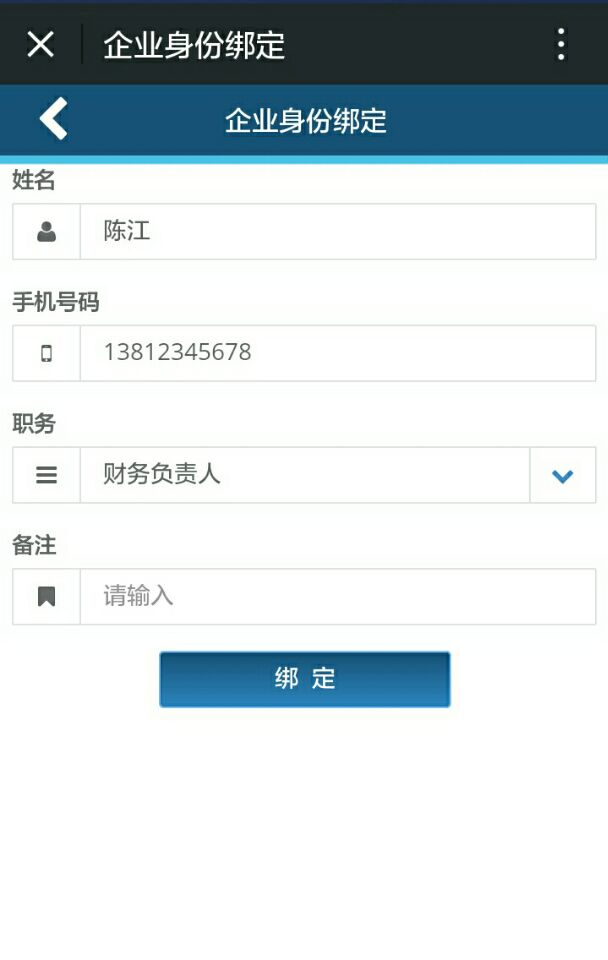 企业身份绑定
企业身份绑定
姓名
陈江
手机号码
13812345678
职务
财务负责人
备注
请输入
绑 定